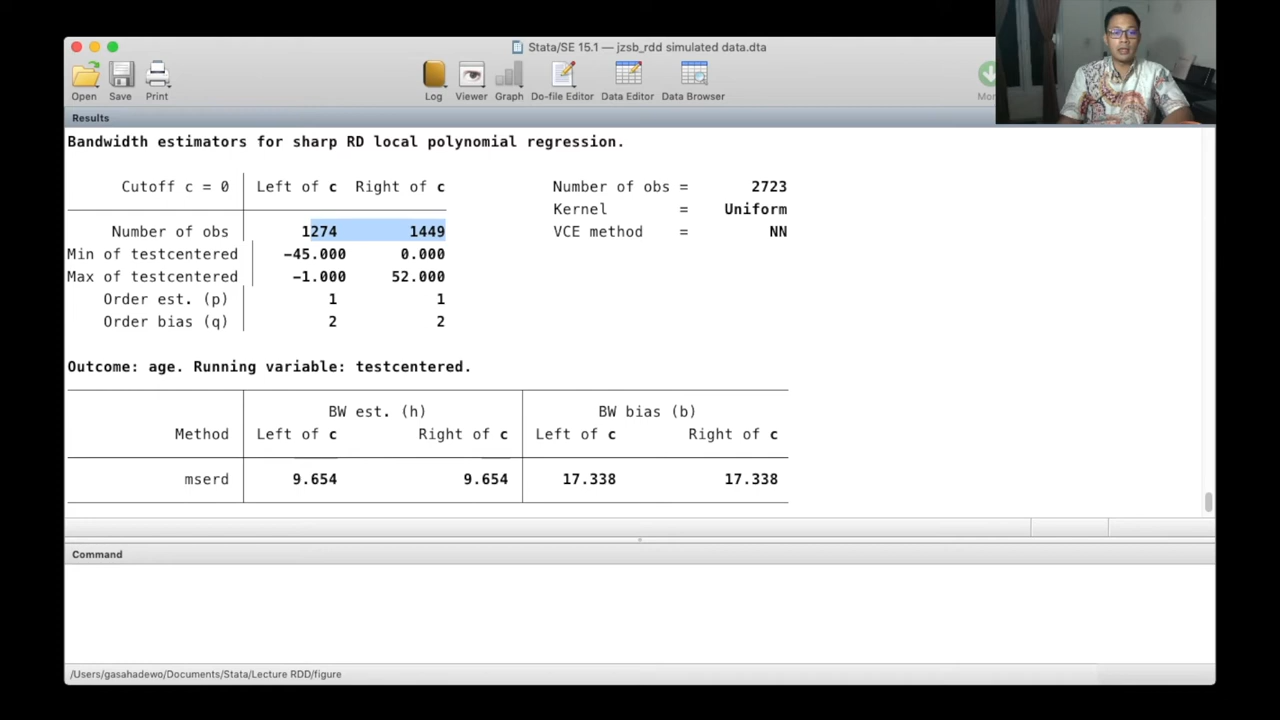 Stata/SE 15.1 — jzsb_rdd simulated data.dta
Open Save Print Log Viewer Graph Do-file Editor Data Editor Data Browser
Results
Bandwidth estimators for sharp RD local polynomial regression.
Cutoff c = 0 Left of c Right of c Number of obs = 2723
Kernel = Uniform
Number of obs 1274 1449 VCE method = NN
Min of testcentered -45.000 0.000
Max of testcentered -1.000 52.000
Order est. (p) 1 1
Order bias (q) 2 2
Outcome: age. Running variable: testcentered.
BW est. (h) BW bias (b)
Method Left of c Right of c Left of c Right of c
mserd 9.654 9.654 17.338 17.338
Command
/Users/gasahadewo/Documents/Stata/Lecture RDD/figure